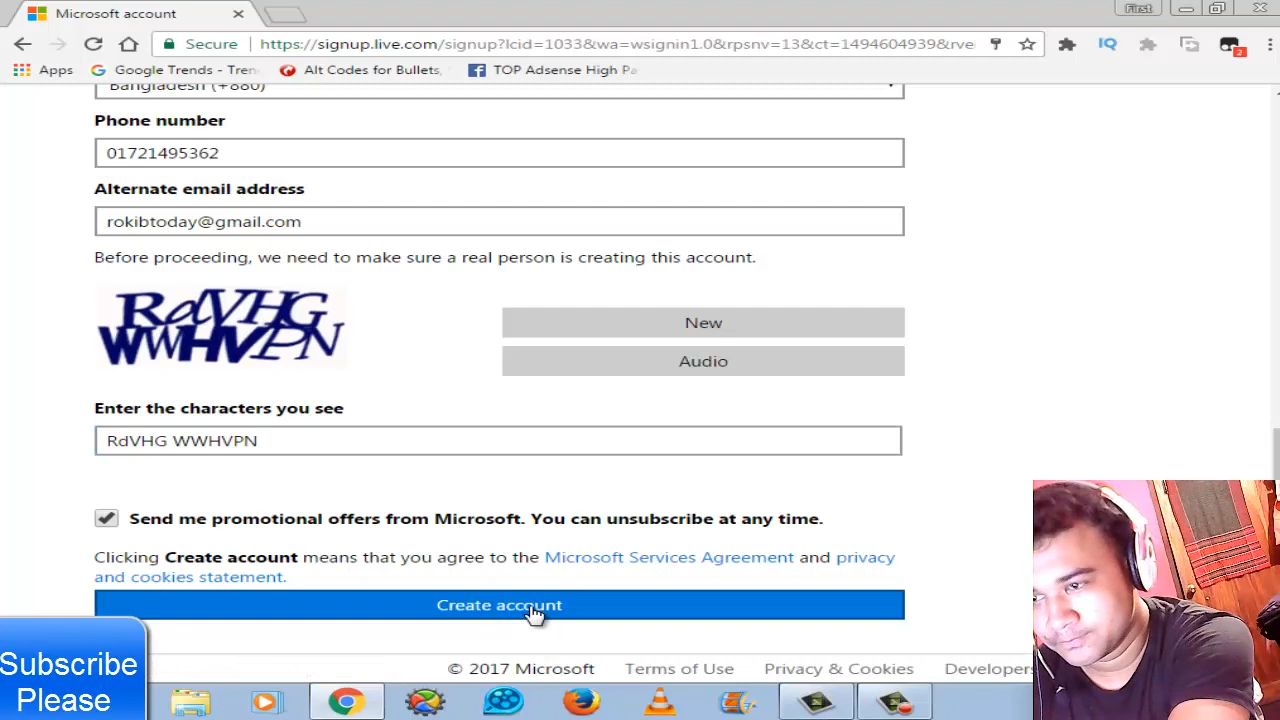 Microsoft account
First
Secure
https://signup.live.com/signup?lcid=1033&wa=wsignin1.0&rpsnv=13&ct=1494604939&rve
IQ
2
Apps
Google Trends - Tren
Alt Codes for Bullets,
TOP Adsense High Pa
Bangladesh (+880)
Phone number
01721495362
Alternate email address
rokibtoday@gmail.com
Before proceeding, we need to make sure a real person is creating this account.
RdVHG
WWHVPN
New
Audio
Enter the characters you see
RdVHG WWHVPN
Send me promotional offers from Microsoft. You can unsubscribe at any time.
Clicking Create account means that you agree to the Microsoft Services Agreement and privacy
and cookies statement.
Create account
© 2017 Microsoft
Terms of Use
Privacy & Cookies
Developers
Subscribe
Please